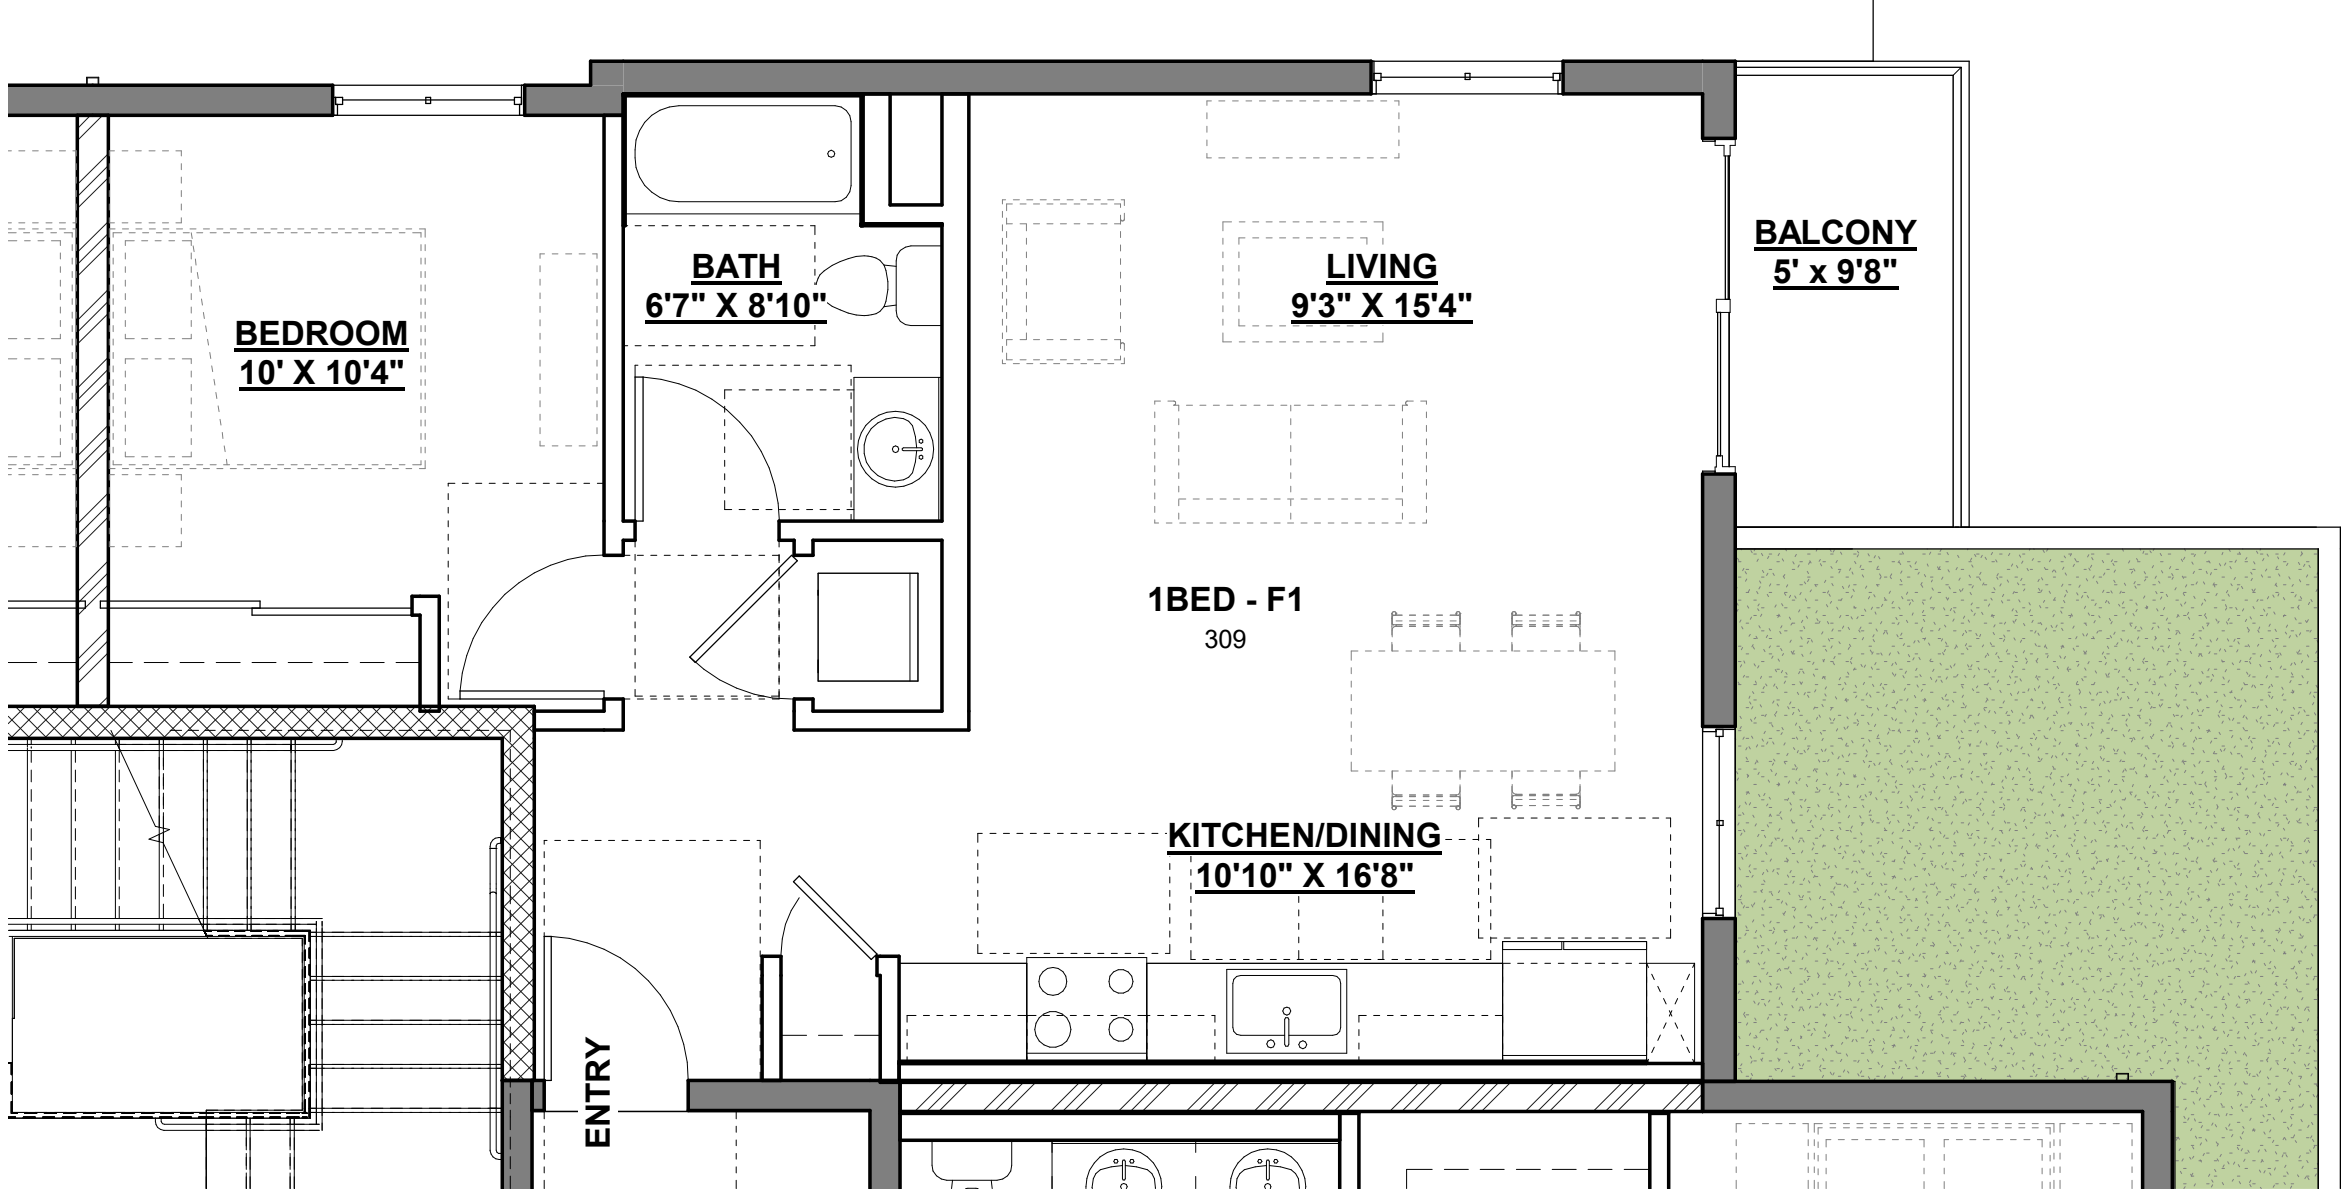 BALCONY
5' x 9'8"
BATH
6'7" X 8'10"
LIVING
9'3" X 15'4"
BEDROOM
10' X 10'4"
1BED - F1
309
KITCHEN/DINING
10'10" X 16'8"
ENTRY